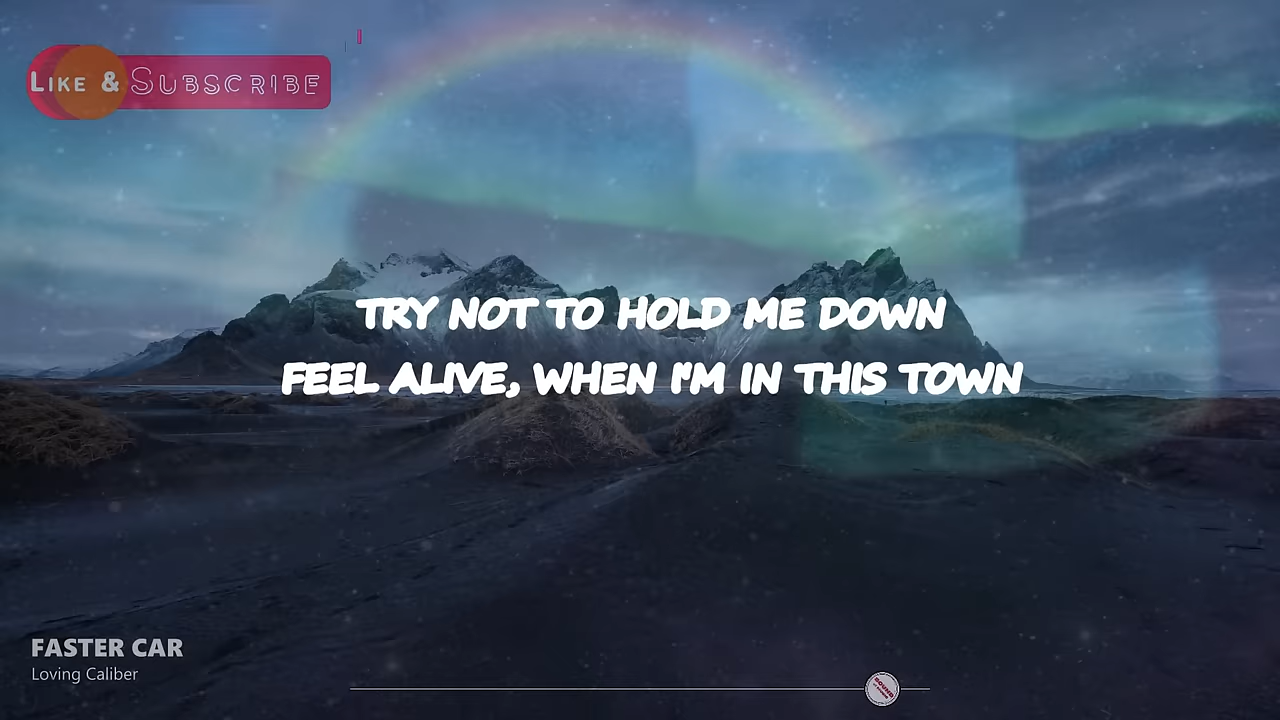 LIKE & SUBSCRIBE
TRY NOT TO HOLD ME DOWN
FEEL ALIVE, WHEN I'M IN THIS TOWN
FASTER CAR
Loving Caliber